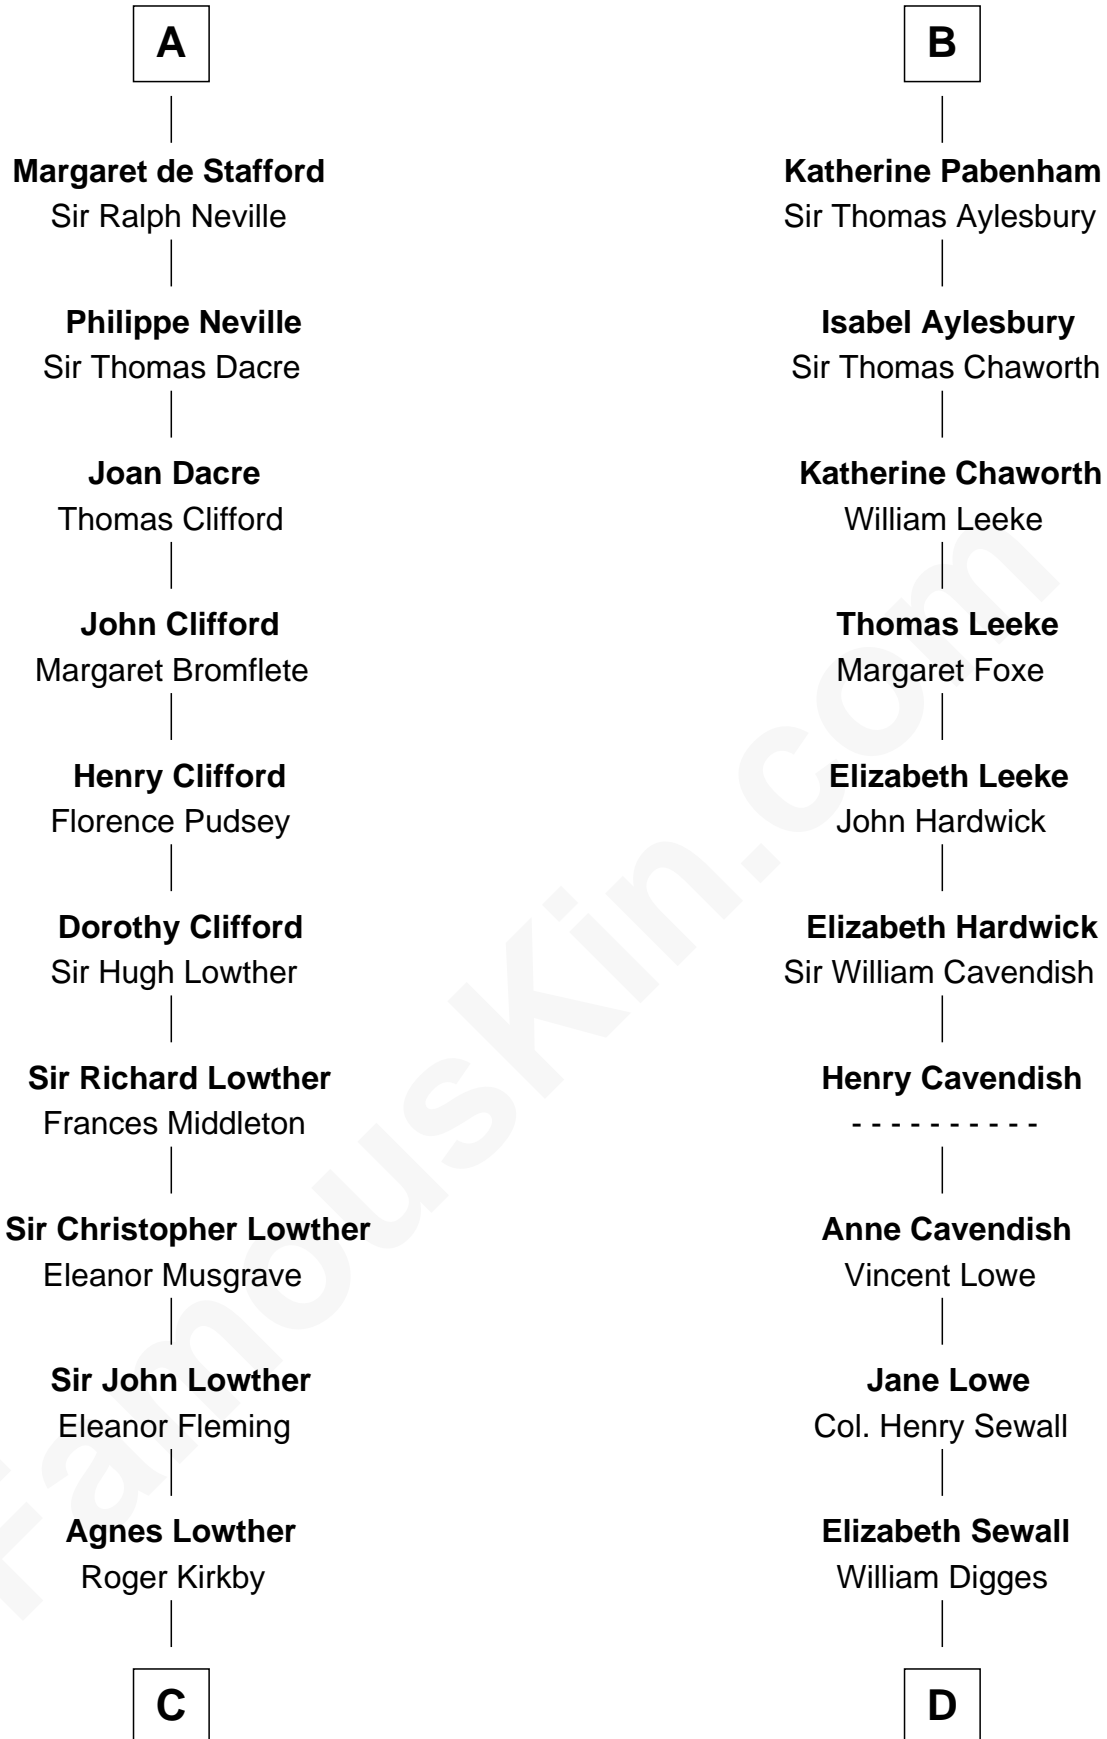 A
Margaret de Stafford
Sir Ralph Neville
Philippe Neville
Sir Thomas Dacre
Joan Dacre
Thomas Clifford
John Clifford
Margaret Bromflete
Henry Clifford
Florence Pudsey
Dorothy Clifford
Sir Hugh Lowther
Sir Richard Lowther
Frances Middleton
Sir Christopher Lowther
Eleanor Musgrave
Sir John Lowther
Eleanor Fleming
Agnes Lowther
Roger Kirkby
C
B
Katherine Pabenham
Sir Thomas Aylesbury
Isabel Aylesbury
Sir Thomas Chaworth
Katherine Chaworth
William Leeke
Thomas Leeke
Margaret Foxe
Elizabeth Leeke
John Hardwick
Elizabeth Hardwick
Sir William Cavendish
Henry Cavendish
- - - - - - - - - -
Anne Cavendish
Vincent Lowe
Jane Lowe
Col. Henry Sewall
Elizabeth Sewall
William Digges
D
FamousKin.com